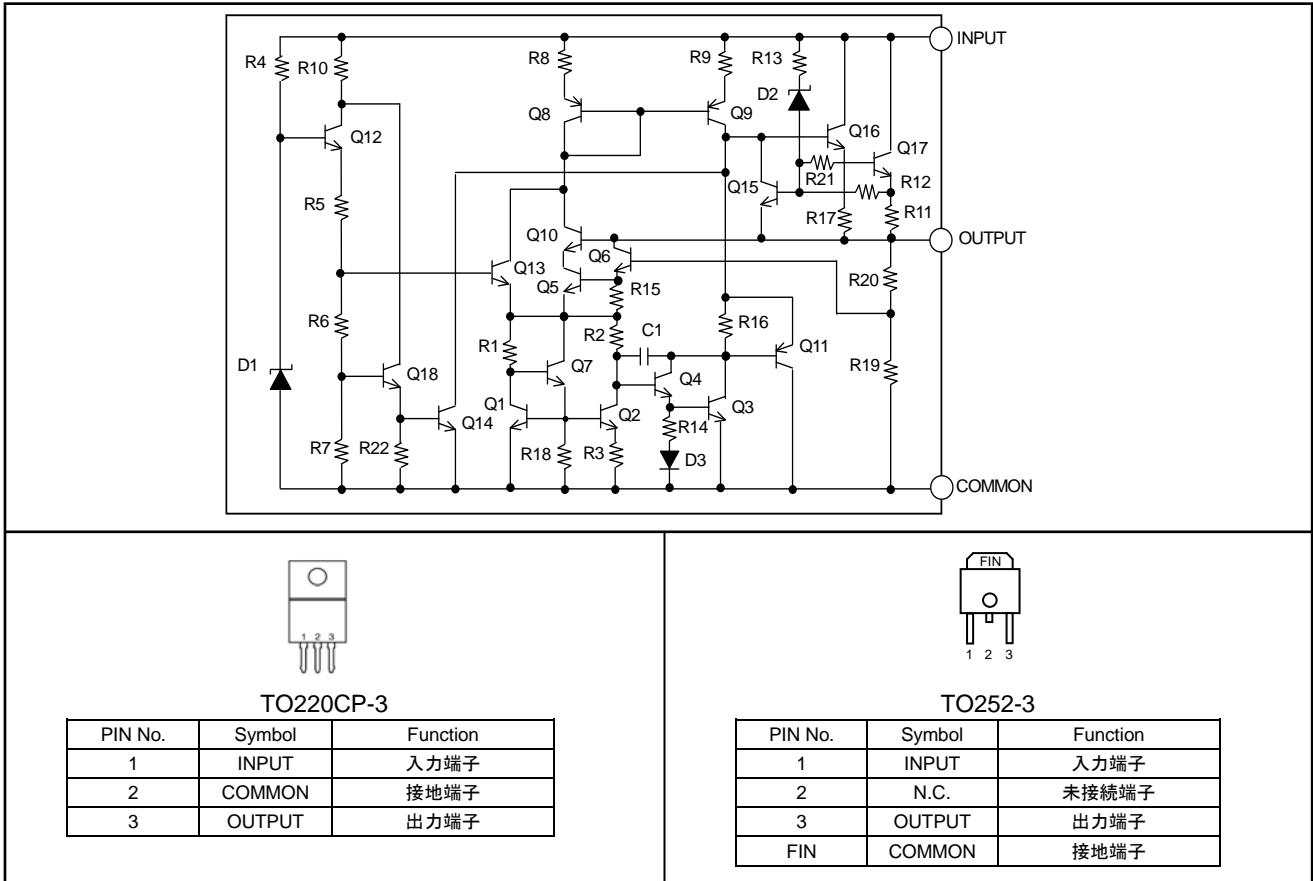 INPUT
R4
R10
R8
R9
R13
D2
Q8
Q9
Q12
Q16
Q17
R21
Q15
R12
R5
R17
R11
Q10
OUTPUT
Q6
Q13
Q5
R15
R20
R6
R1
R2
C1
R16
Q11
D1
Q7
R19
Q18
Q4
Q1
Q2
Q3
Q14
R14
R7
R22
R18
R3
D3
COMMON
1 2 3
TO220CP-3
PIN No. Symbol Function
1 INPUT 入力端子
2 COMMON 接地端子
3 OUTPUT 出力端子
FIN
1 2 3
TO252-3
PIN No. Symbol Function
1 INPUT 入力端子
2 N.C. 未接続端子
3 OUTPUT 出力端子
FIN COMMON 接地端子